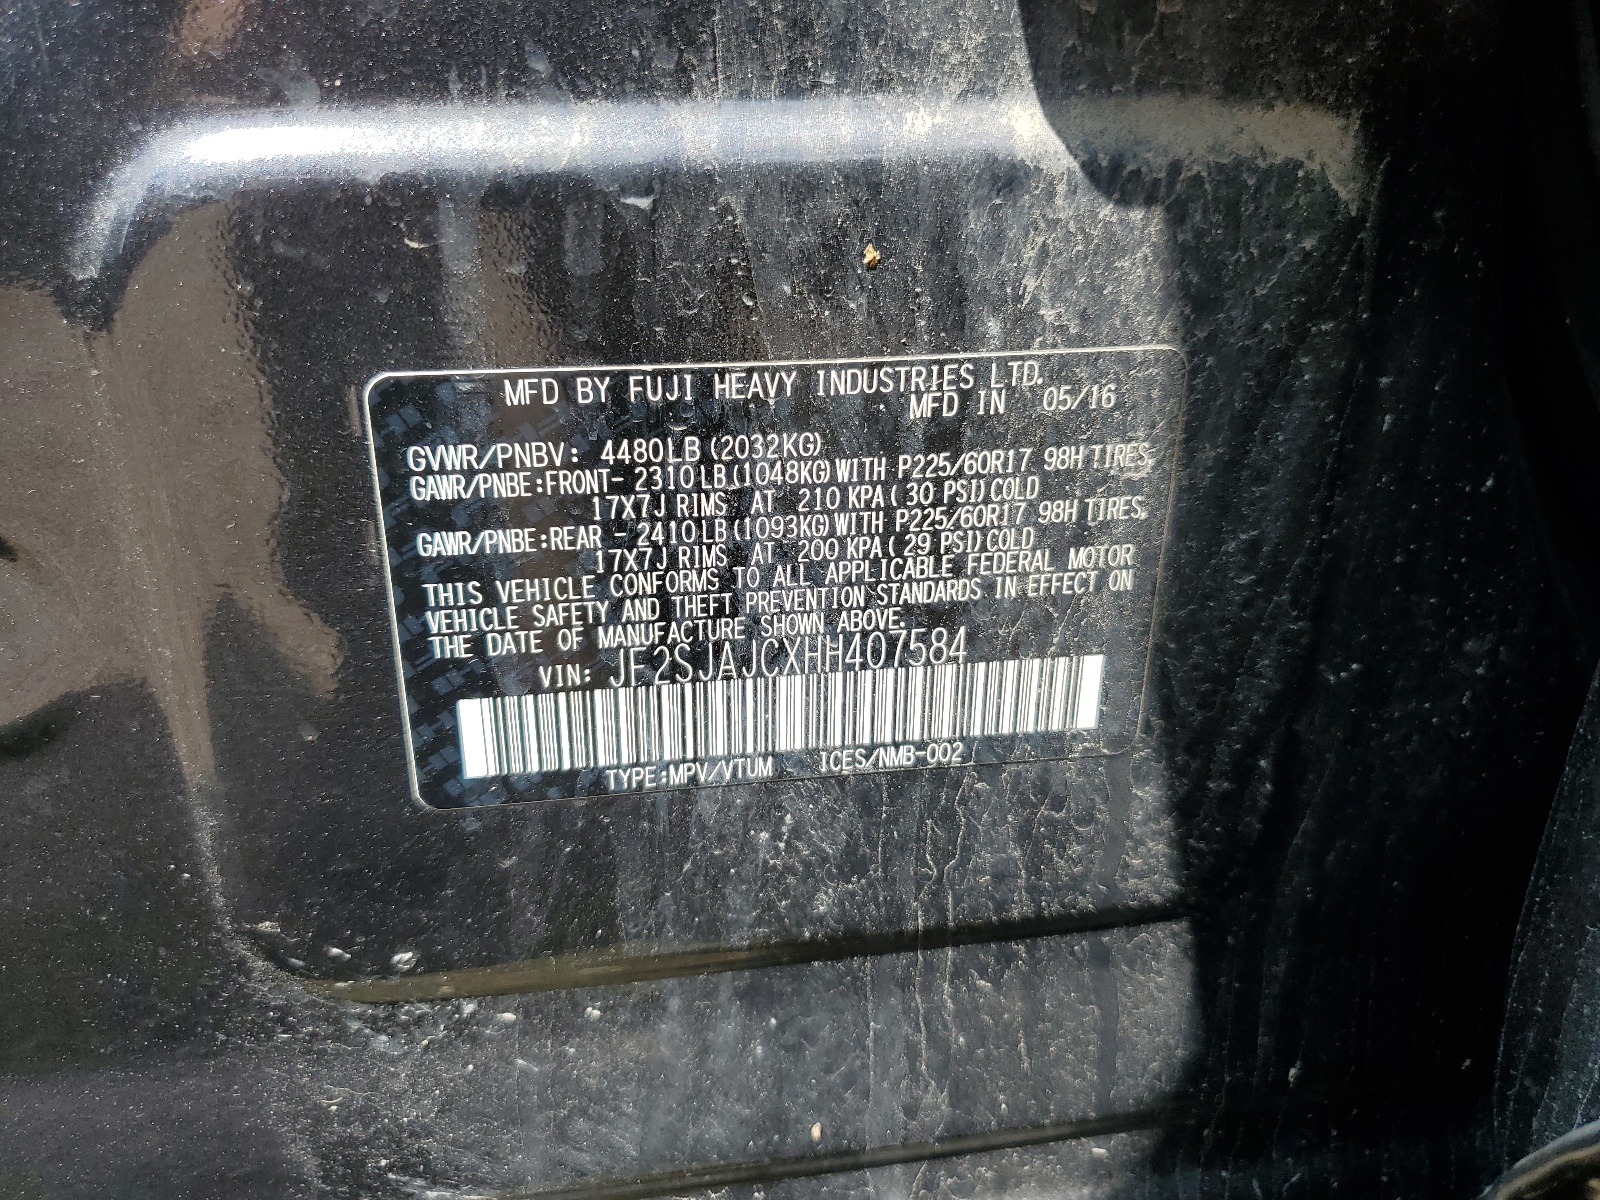 MFD BY FUJI HEAVY INDUSTRIES LTD.
MFD IN 05/16
GVWR/PNBV: 4480LB(2032KG)
GAWR/PNBE:FRONT- 2310LB(1048KG)WITH P225/60R17 98H TIRES,
17X7J RIMS AT 210 KPA( 30 PSI)COLD
GAWR/PNBE:REAR - 2410LB(1093KG)WITH P225/60R17 98H TIRES,
17X7J RIMS AT 200 KPA( 29 PSI)COLD
THIS VEHICLE CONFORMS TO ALL APPLICABLE FEDERAL MOTOR
VEHICLE SAFETY AND THEFT PREVENTION STANDARDS IN EFFECT ON
THE DATE OF MANUFACTURE SHOWN ABOVE.
VIN: JF2SJAJCXHH407584
TYPE:MPV/VTUM ICES/NMB-002